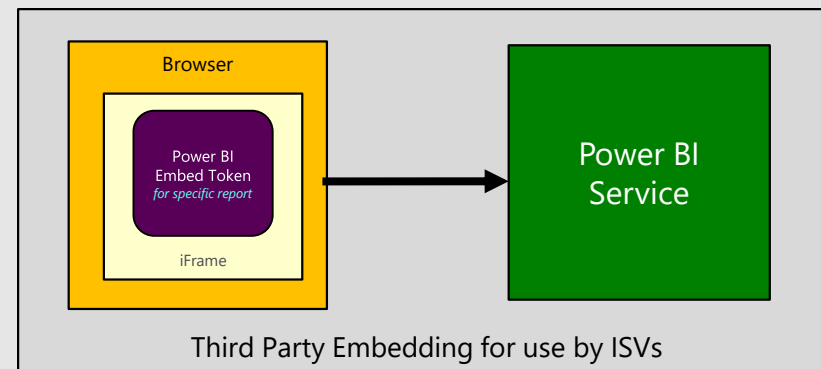 Browser
Power BI
Embed Token
for specific report
iFrame
Power BI
Service
Third Party Embedding for use by ISVs